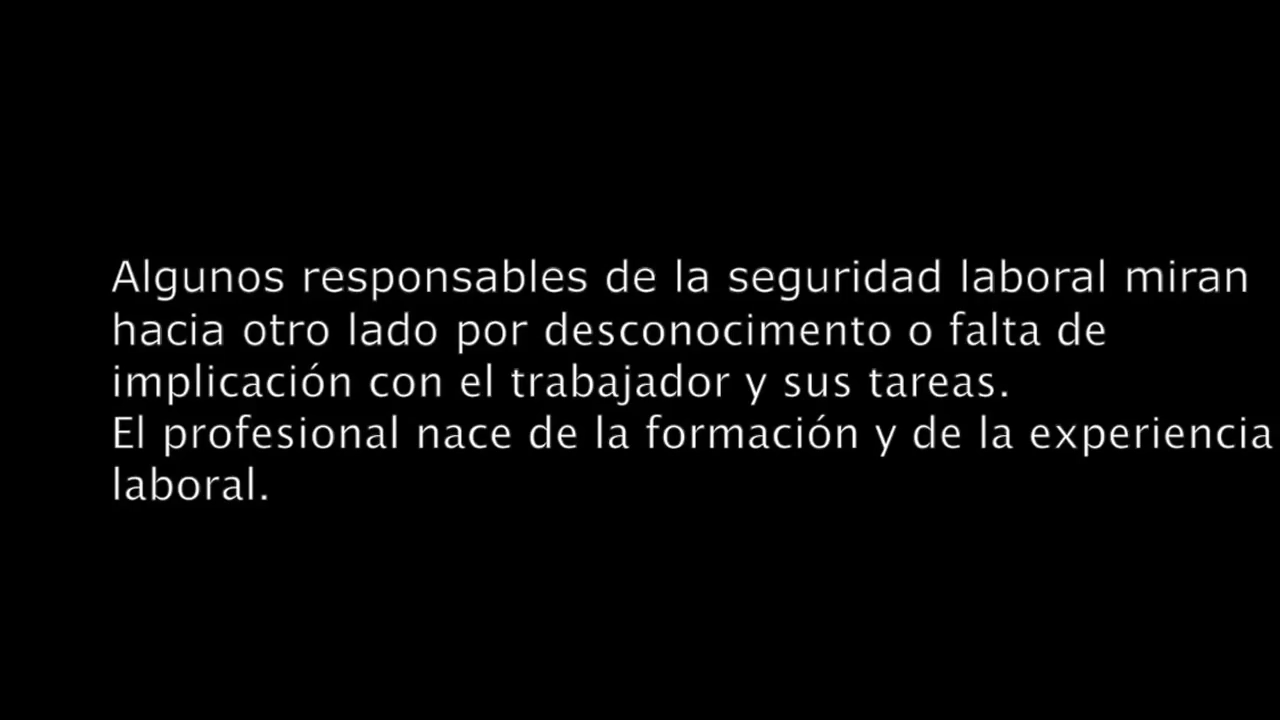 Algunos responsables de la seguridad laboral miran
hacia otro lado por desconocimento o falta de
implicación con el trabajador y sus tareas.
El profesional nace de la formación y de la experiencia
laboral.